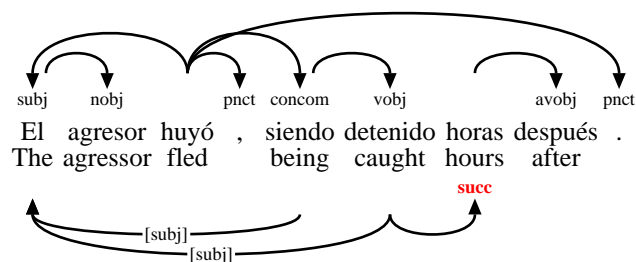 subj nobj pnct concom vobj avobj pnct
El agresor huyó , siendo detenido horas después .
The agressor fled being caught hours after
succ
[subj]
[subj]